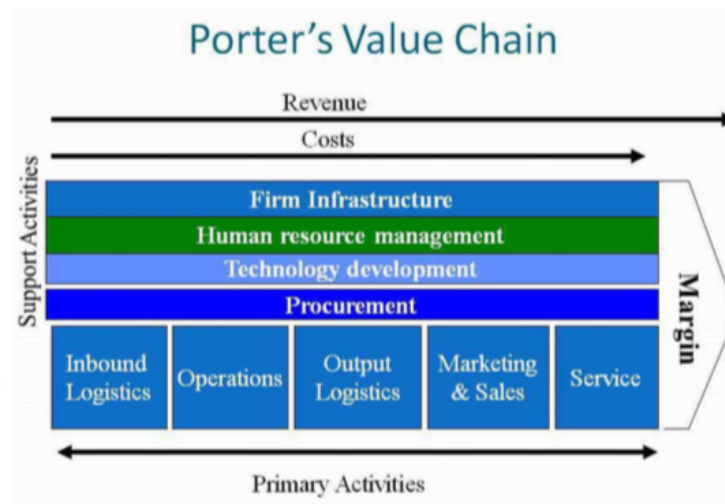 Porter's Value Chain
Revenue
Costs
Support Activities
Firm Infrastructure
Human resource management
Technology development
Procurement
Margin
Inbound
Logistics
Operations
Output
Logistics
Marketing
& Sales
Service
Primary Activities